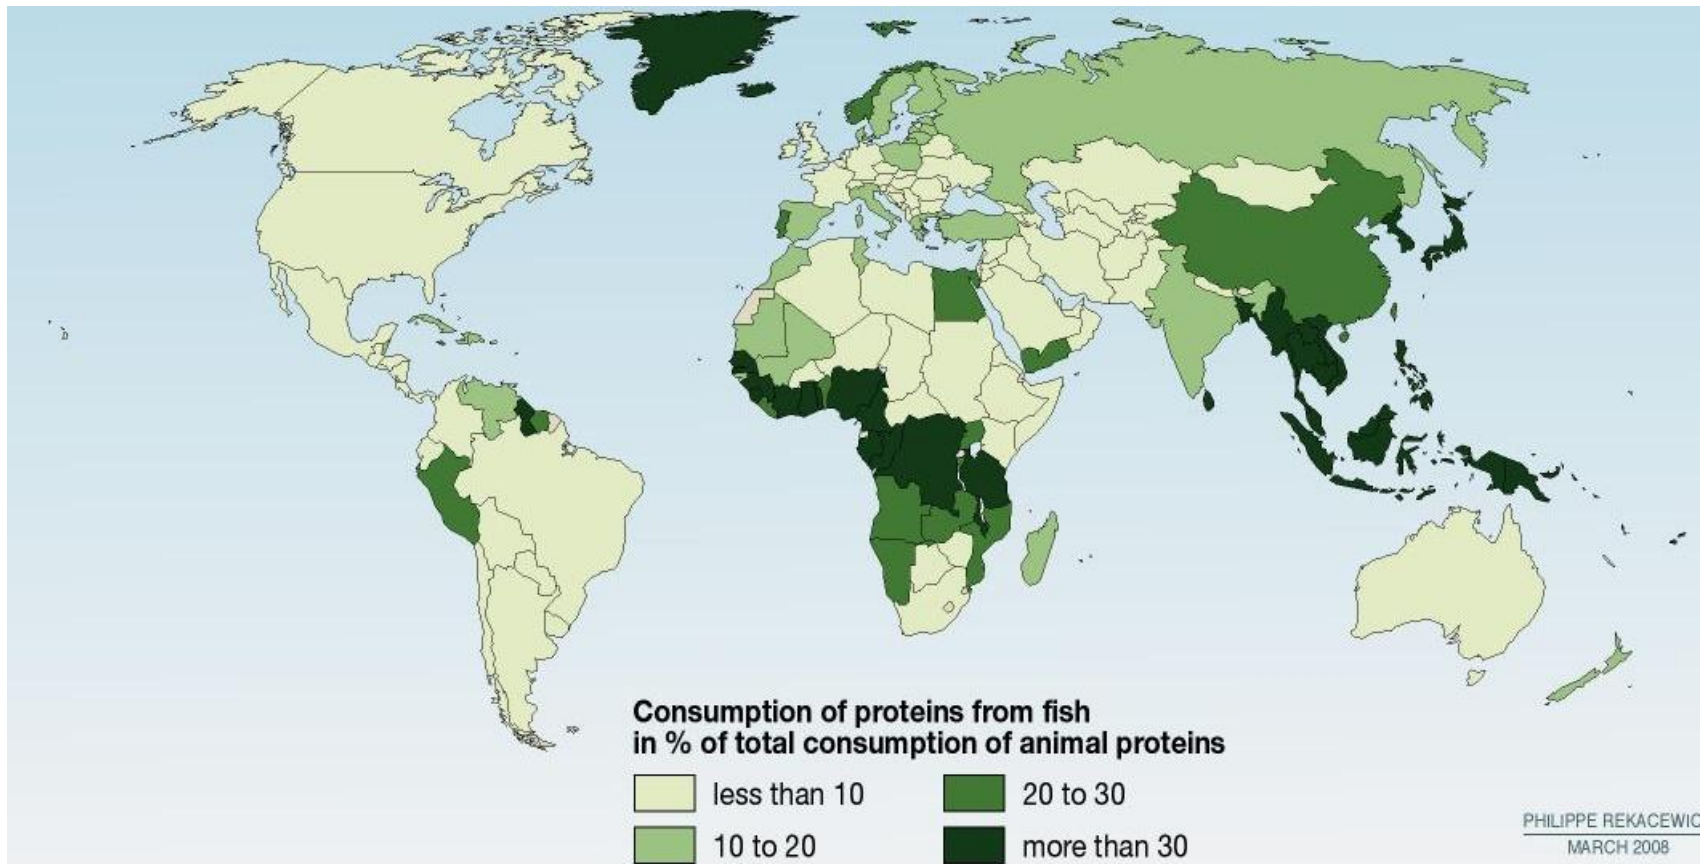 Consumption of proteins from fish
in % of total consumption of animal proteins
less than 10
20 to 30
10 to 20
more than 30
PHILIPPE REKACEWIC
MARCH 2008